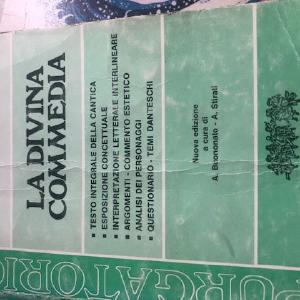 LA DIVINA
COMMEDIA
TESTO INTEGRALE DELLA CANTICA
ESPOSIZIONE CONCETTUALE
INTERPRETAZIONE LETTERALE INTERLINEARE
ARGOMENTI - COMMENTO ESTETICO
ANALISI DEI PERSONAGGI
QUESTIONARIO - TEMI DANTESCHI
Nuova edizione
a cura di
A. Buononato - A. Stirati
PURGATORIO